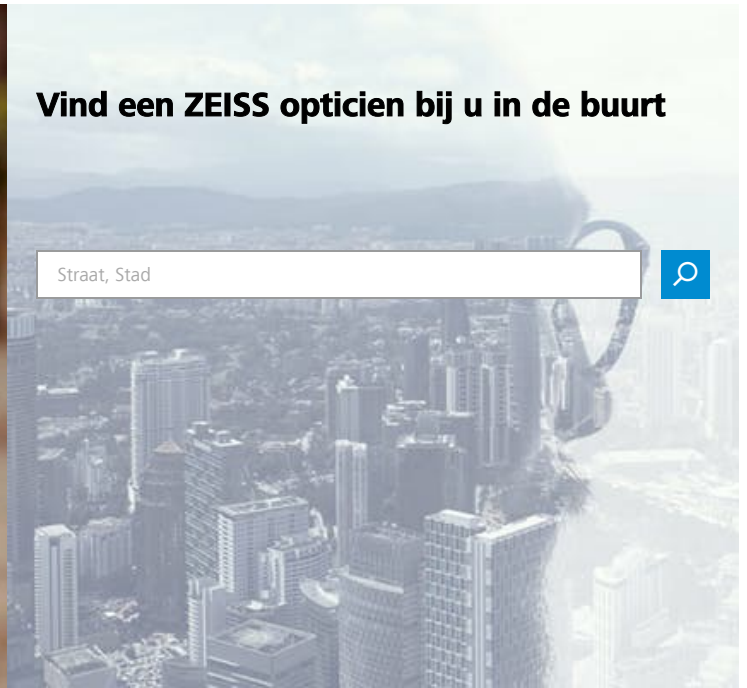 Vind een ZEISS opticien bij u in de buurt
Straat, Stad